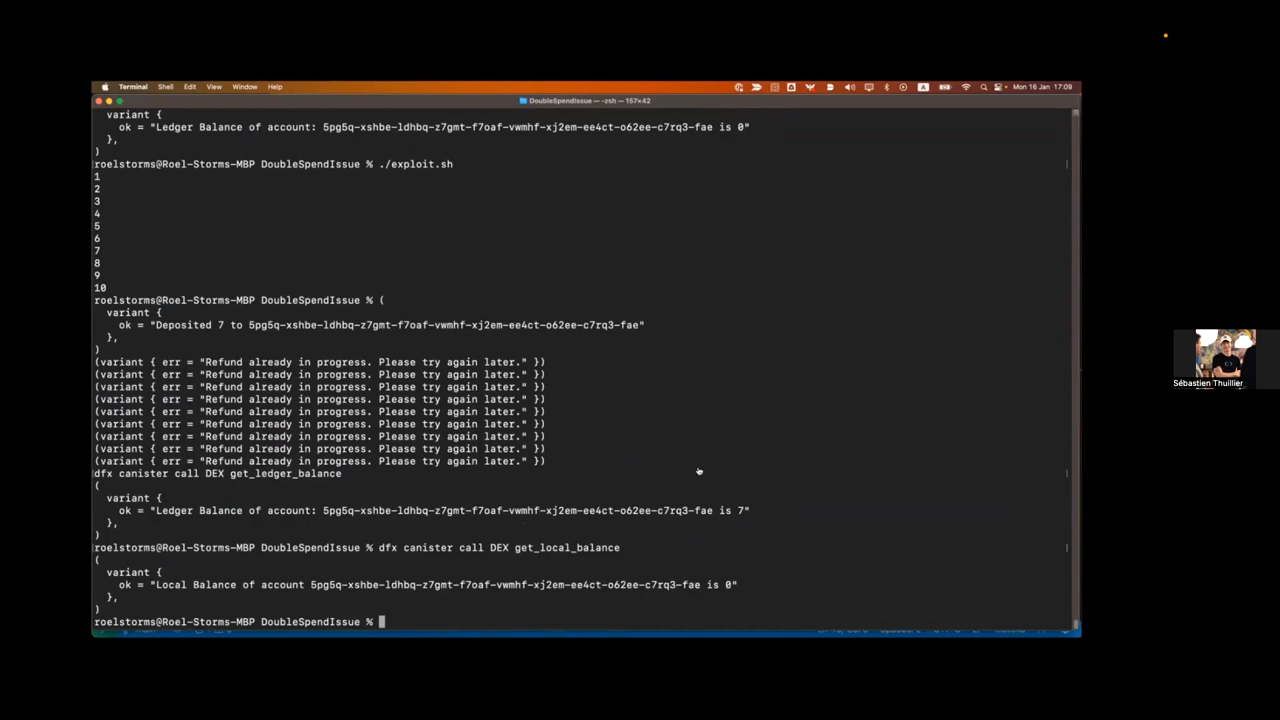 Terminal Shell Edit View Window Help Mon 16 Jan 17:09
DoubleSpendIssue — -zsh — 157×42
variant {
ok = "Ledger Balance of account: 5pg5q-xshbe-ldhbq-z7gmt-f7oaf-vwmhf-xj2em-ee4ct-o62ee-c7rq3-fae is 0"
},
)
roelstorms@Roel-Storms-MBP DoubleSpendIssue % ./exploit.sh
1
2
3
4
5
6
7
8
9
10
roelstorms@Roel-Storms-MBP DoubleSpendIssue % (
variant {
ok = "Deposited 7 to 5pg5q-xshbe-ldhbq-z7gmt-f7oaf-vwmhf-xj2em-ee4ct-o62ee-c7rq3-fae"
},
)
(variant { err = "Refund already in progress. Please try again later." })
(variant { err = "Refund already in progress. Please try again later." })
(variant { err = "Refund already in progress. Please try again later." })
(variant { err = "Refund already in progress. Please try again later." })
(variant { err = "Refund already in progress. Please try again later." })
(variant { err = "Refund already in progress. Please try again later." })
(variant { err = "Refund already in progress. Please try again later." })
(variant { err = "Refund already in progress. Please try again later." })
(variant { err = "Refund already in progress. Please try again later." })
dfx canister call DEX get_ledger_balance
(
variant {
ok = "Ledger Balance of account: 5pg5q-xshbe-ldhbq-z7gmt-f7oaf-vwmhf-xj2em-ee4ct-o62ee-c7rq3-fae is 7"
},
)
roelstorms@Roel-Storms-MBP DoubleSpendIssue % dfx canister call DEX get_local_balance
(
variant {
ok = "Local Balance of account 5pg5q-xshbe-ldhbq-z7gmt-f7oaf-vwmhf-xj2em-ee4ct-o62ee-c7rq3-fae is 0"
},
)
roelstorms@Roel-Storms-MBP DoubleSpendIssue %
Sébastien Thuillier